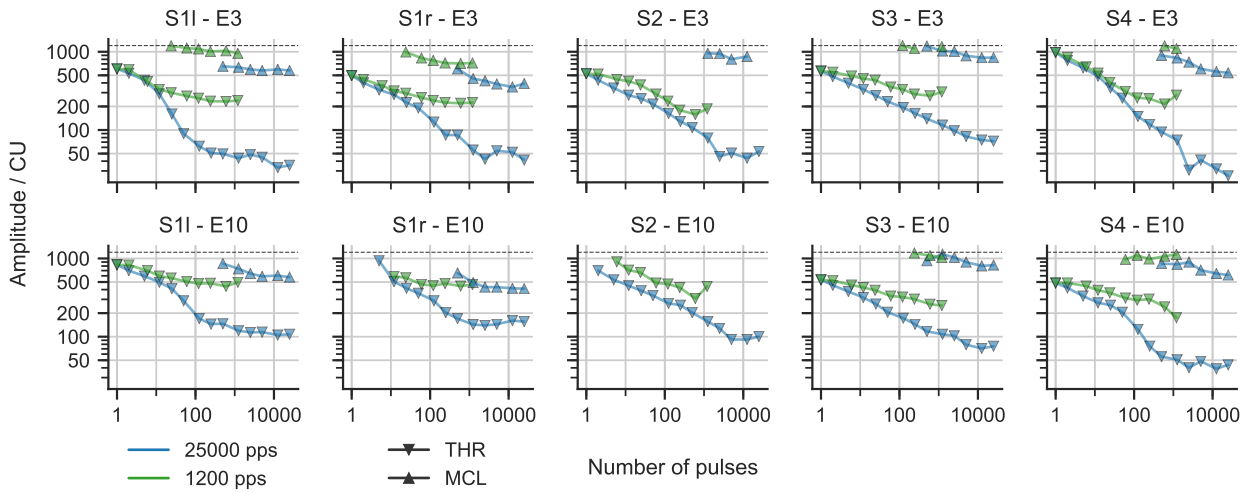 S1l - E3 S1r - E3 S2 - E3 S3 - E3 S4 - E3
1000
500
200
100
50
Amplitude / CU
S1l - E10 S1r - E10 S2 - E10 S3 - E10 S4 - E10
1000
500
200
100
50
1 100 10000 1 100 10000 1 100 10000 1 100 10000 1 100 10000
25000 pps THR
Number of pulses
1200 pps MCL